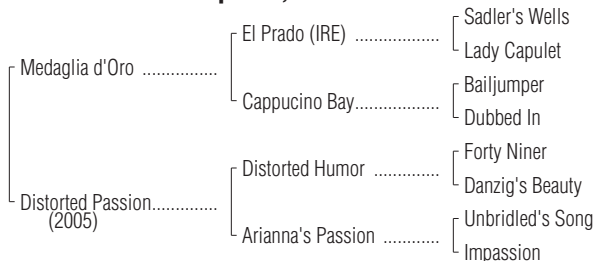 Sadler's Wells
El Prado (IRE) ..................
Lady Capulet
Medaglia d'Oro ................
Bailjumper
Cappucino Bay..................
Dubbed In
Forty Niner
Distorted Humor ..............
Danzig's Beauty
Distorted Passion..............
(2005)
Unbridled's Song
Arianna's Passion ............
Impassion